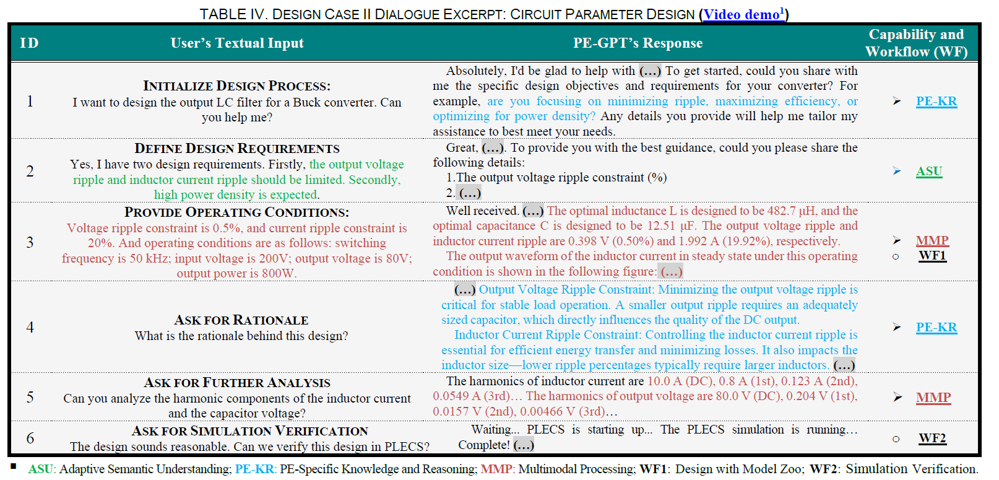 TABLE IV. DESIGN CASE II DIALOGUE EXCERPT: CIRCUIT PARAMETER DESIGN (Video demo¹)
ID
User's Textual Input
PE-GPT's Response
Capability and
Workflow (WF)
1
INITIALIZE DESIGN PROCESS:
I want to design the output LC filter for a Buck converter. Can
you help me?
Absolutely, I'd be glad to help with (…) To get started, could you share with
me the specific design objectives and requirements for your converter? For
example, are you focusing on minimizing ripple, maximizing efficiency, or
optimizing for power density? Any details you provide will help me tailor my
assistance to best meet your needs.
➢ PE-KR
2
DEFINE DESIGN REQUIREMENTS
Yes, I have two design requirements. Firstly, the output voltage
ripple and inductor current ripple should be limited. Secondly,
high power density is expected.
Great, (…). To provide you with the best guidance, could you please share the
following details:
1.The output voltage ripple constraint (%)
2. (…)
➢ ASU
3
PROVIDE OPERATING CONDITIONS:
Voltage ripple constraint is 0.5%, and current ripple constraint is
20%. And operating conditions are as follows: switching
frequency is 50 kHz; input voltage is 200V; output voltage is 80V;
output power is 800W.
Well received. (…) The optimal inductance L is designed to be 482.7 μH, and the
optimal capacitance C is designed to be 12.51 μF. The output voltage ripple and
inductor current ripple are 0.398 V (0.50%) and 1.992 A (19.92%), respectively.
The output waveform of the inductor current in steady state under this operating
condition is shown in the following figure: (…)
➢ MMP
○ WF1
4
ASK FOR RATIONALE
What is the rationale behind this design?
(…) Output Voltage Ripple Constraint: Minimizing the output voltage ripple is
critical for stable load operation. A smaller output ripple requires an adequately
sized capacitor, which directly influences the quality of the DC output.
Inductor Current Ripple Constraint: Controlling the inductor current ripple is
essential for efficient energy transfer and minimizing losses. It also impacts the
inductor size—lower ripple percentages typically require larger inductors. (…)
➢ PE-KR
5
ASK FOR FURTHER ANALYSIS
Can you analyze the harmonic components of the inductor current
and the capacitor voltage?
The harmonics of inductor current are 10.0 A (DC), 0.8 A (1st), 0.123 A (2nd),
0.0549 A (3rd)… The harmonics of output voltage are 80.0 V (DC), 0.204 V (1st),
0.0157 V (2nd), 0.00466 V (3rd)…
➢ MMP
6
ASK FOR SIMULATION VERIFICATION
The design sounds reasonable. Can we verify this design in PLECS?
Waiting... PLECS is starting up... The PLECS simulation is running…
Complete! (…)
○ WF2
▪ ASU: Adaptive Semantic Understanding; PE-KR: PE-Specific Knowledge and Reasoning; MMP: Multimodal Processing; WF1: Design with Model Zoo; WF2: Simulation Verification.